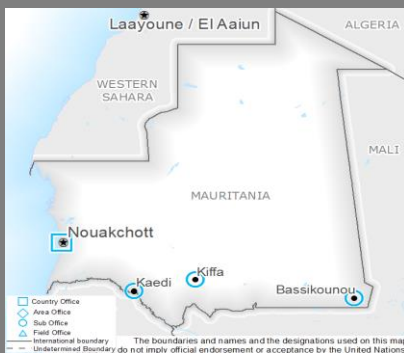 Laayoune / El Aaiun
ALGERIA
WESTERN
SAHARA
MALI
MAURITANIA
Nouakchott
Kaedi
Kiffa
Bassikounou
Country Office
Area Office
Sub Office
Field Office
International boundary
Undetermined Boundary
The boundaries and names and the designations used on this map
do not imply official endorsement or acceptance by the United Nations